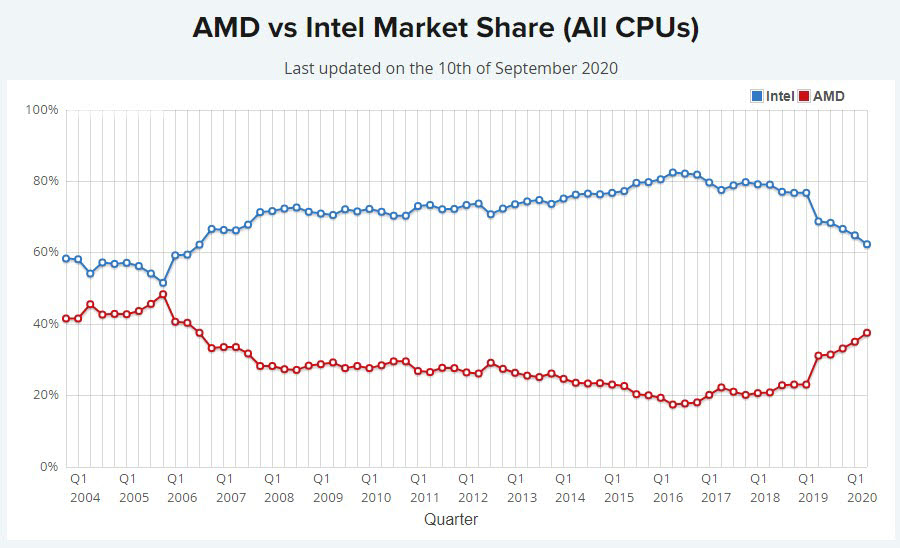 AMD vs Intel Market Share (All CPUs)
Last updated on the 10th of September 2020
Intel AMD
100%
80%
60%
40%
20%
0%
Q1 Q1 Q1 Q1 Q1 Q1 Q1 Q1 Q1 Q1 Q1 Q1 Q1 Q1 Q1 Q1 Q1
2004 2005 2006 2007 2008 2009 2010 2011 2012 2013 2014 2015 2016 2017 2018 2019 2020
Quarter